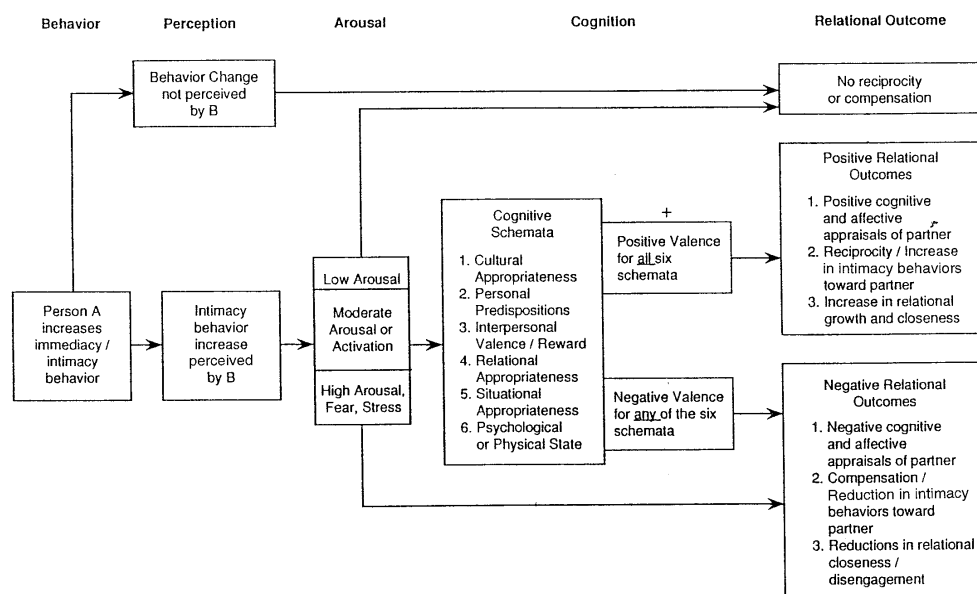 Behavior
Perception
Arousal
Cognition
Relational Outcome
Behavior Change
not perceived
by B
No reciprocity
or compensation
Person A
increases
immediacy /
intimacy
behavior
Intimacy
behavior
increase
perceived
by B
Low Arousal
Moderate
Arousal or
Activation
High Arousal,
Fear, Stress
Cognitive
Schemata
1. Cultural
Appropriateness
2. Personal
Predispositions
3. Interpersonal
Valence / Reward
4. Relational
Appropriateness
5. Situational
Appropriateness
6. Psychological
or Physical State
+
Positive Valence
for all six
schemata
Negative Valence
for any of the six
schemata
Positive Relational
Outcomes
1. Positive cognitive
and affective
appraisals of partner
2. Reciprocity / Increase
in intimacy behaviors
toward partner
3. Increase in relational
growth and closeness
Negative Relational
Outcomes
1. Negative cognitive
and affective
appraisals of partner
2. Compensation /
Reduction in intimacy
behaviors toward
partner
3. Reductions in relational
closeness /
disengagement